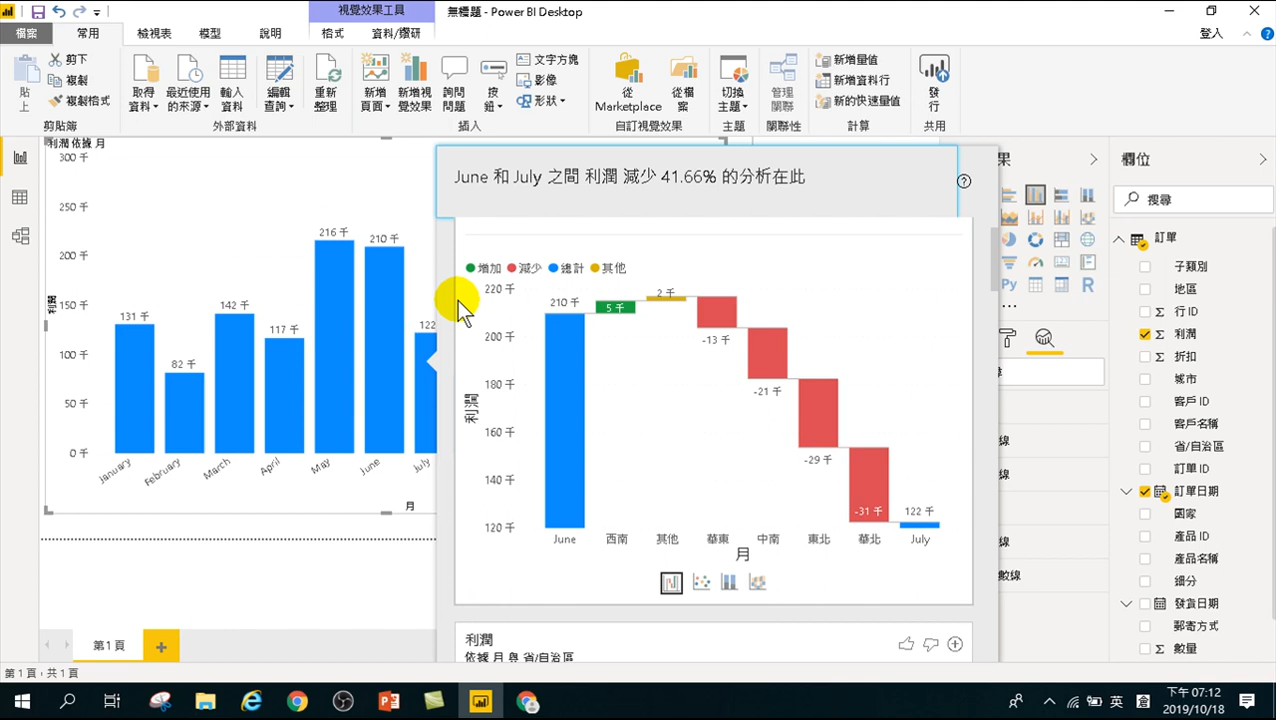 視覺效果工具
無標題 - Power BI Desktop
檔案
常用
檢視表
模型
說明
格式
資料/鑽研
登入
貼上
剪下
複製
複製格式
剪貼簿
取得資料
最近使用的來源
輸入資料
編輯查詢
外部資料
重新整理
新增頁面
新增視覺效果
詢問問題
按鈕
文字方塊
影像
形狀
插入
從 Marketplace
從檔案
自訂視覺效果
切換主題
主題
管理關聯
關聯性
新增量值
新增資料行
新的快速量值
計算
發行
共用
利潤 依據 月
300 千
250 千
200 千
150 千
100 千
50 千
0 千
利潤
131 千
82 千
142 千
117 千
216 千
210 千
122
January
February
March
April
May
June
July
月
June 和 July 之間 利潤 減少 41.66% 的分析在此
增加 減少 總計 其他
220 千
200 千
180 千
160 千
140 千
120 千
利潤
210 千
5 千
2 千
-13 千
-21 千
-29 千
-31 千
122 千
June 西南 其他 華東 中南 東北 華北 July
月
利潤
依據 月 與 省/自治區
果
Py
R
線
線
線
數線
欄位
搜尋
訂單
子類別
地區
Σ 行 ID
Σ 利潤
Σ 折扣
城市
客戶 ID
客戶名稱
省/自治區
訂單 ID
訂單日期
國家
產品 ID
產品名稱
細分
發貨日期
郵寄方式
Σ 數量
第 1 頁
第 1 頁，共 1 頁
英
倉
下午 07:12
2019/10/18